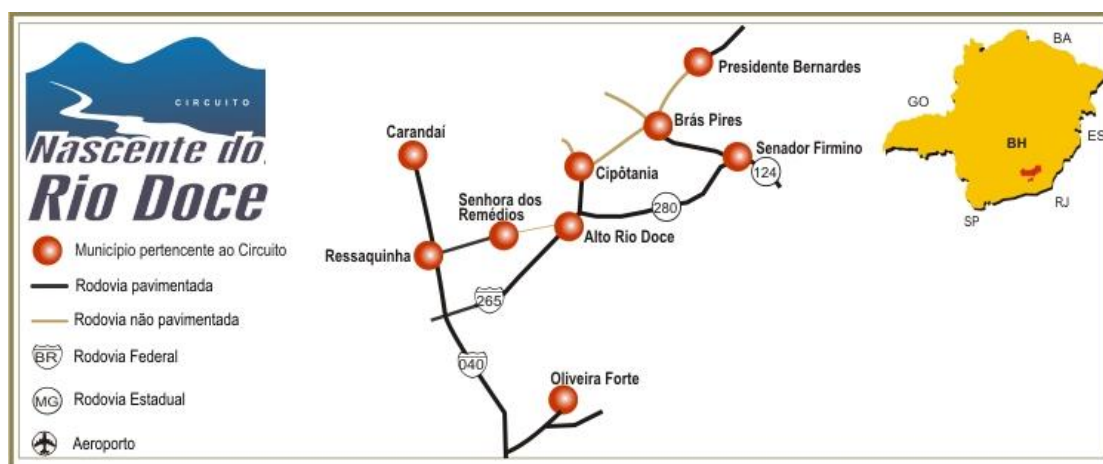 CIRCUITO
Nascente do
Rio Doce
Município pertencente ao Circuito
Rodovia pavimentada
Rodovia não pavimentada
BR Rodovia Federal
MG Rodovia Estadual
Aeroporto
Presidente Bernardes
Brás Pires
Carandaí
Senador Firmino
124
Cipôtania
Senhora dos
Remédios
280
Alto Rio Doce
Ressaquinha
265
040
Oliveira Forte
BA
GO
ES
BH
RJ
SP